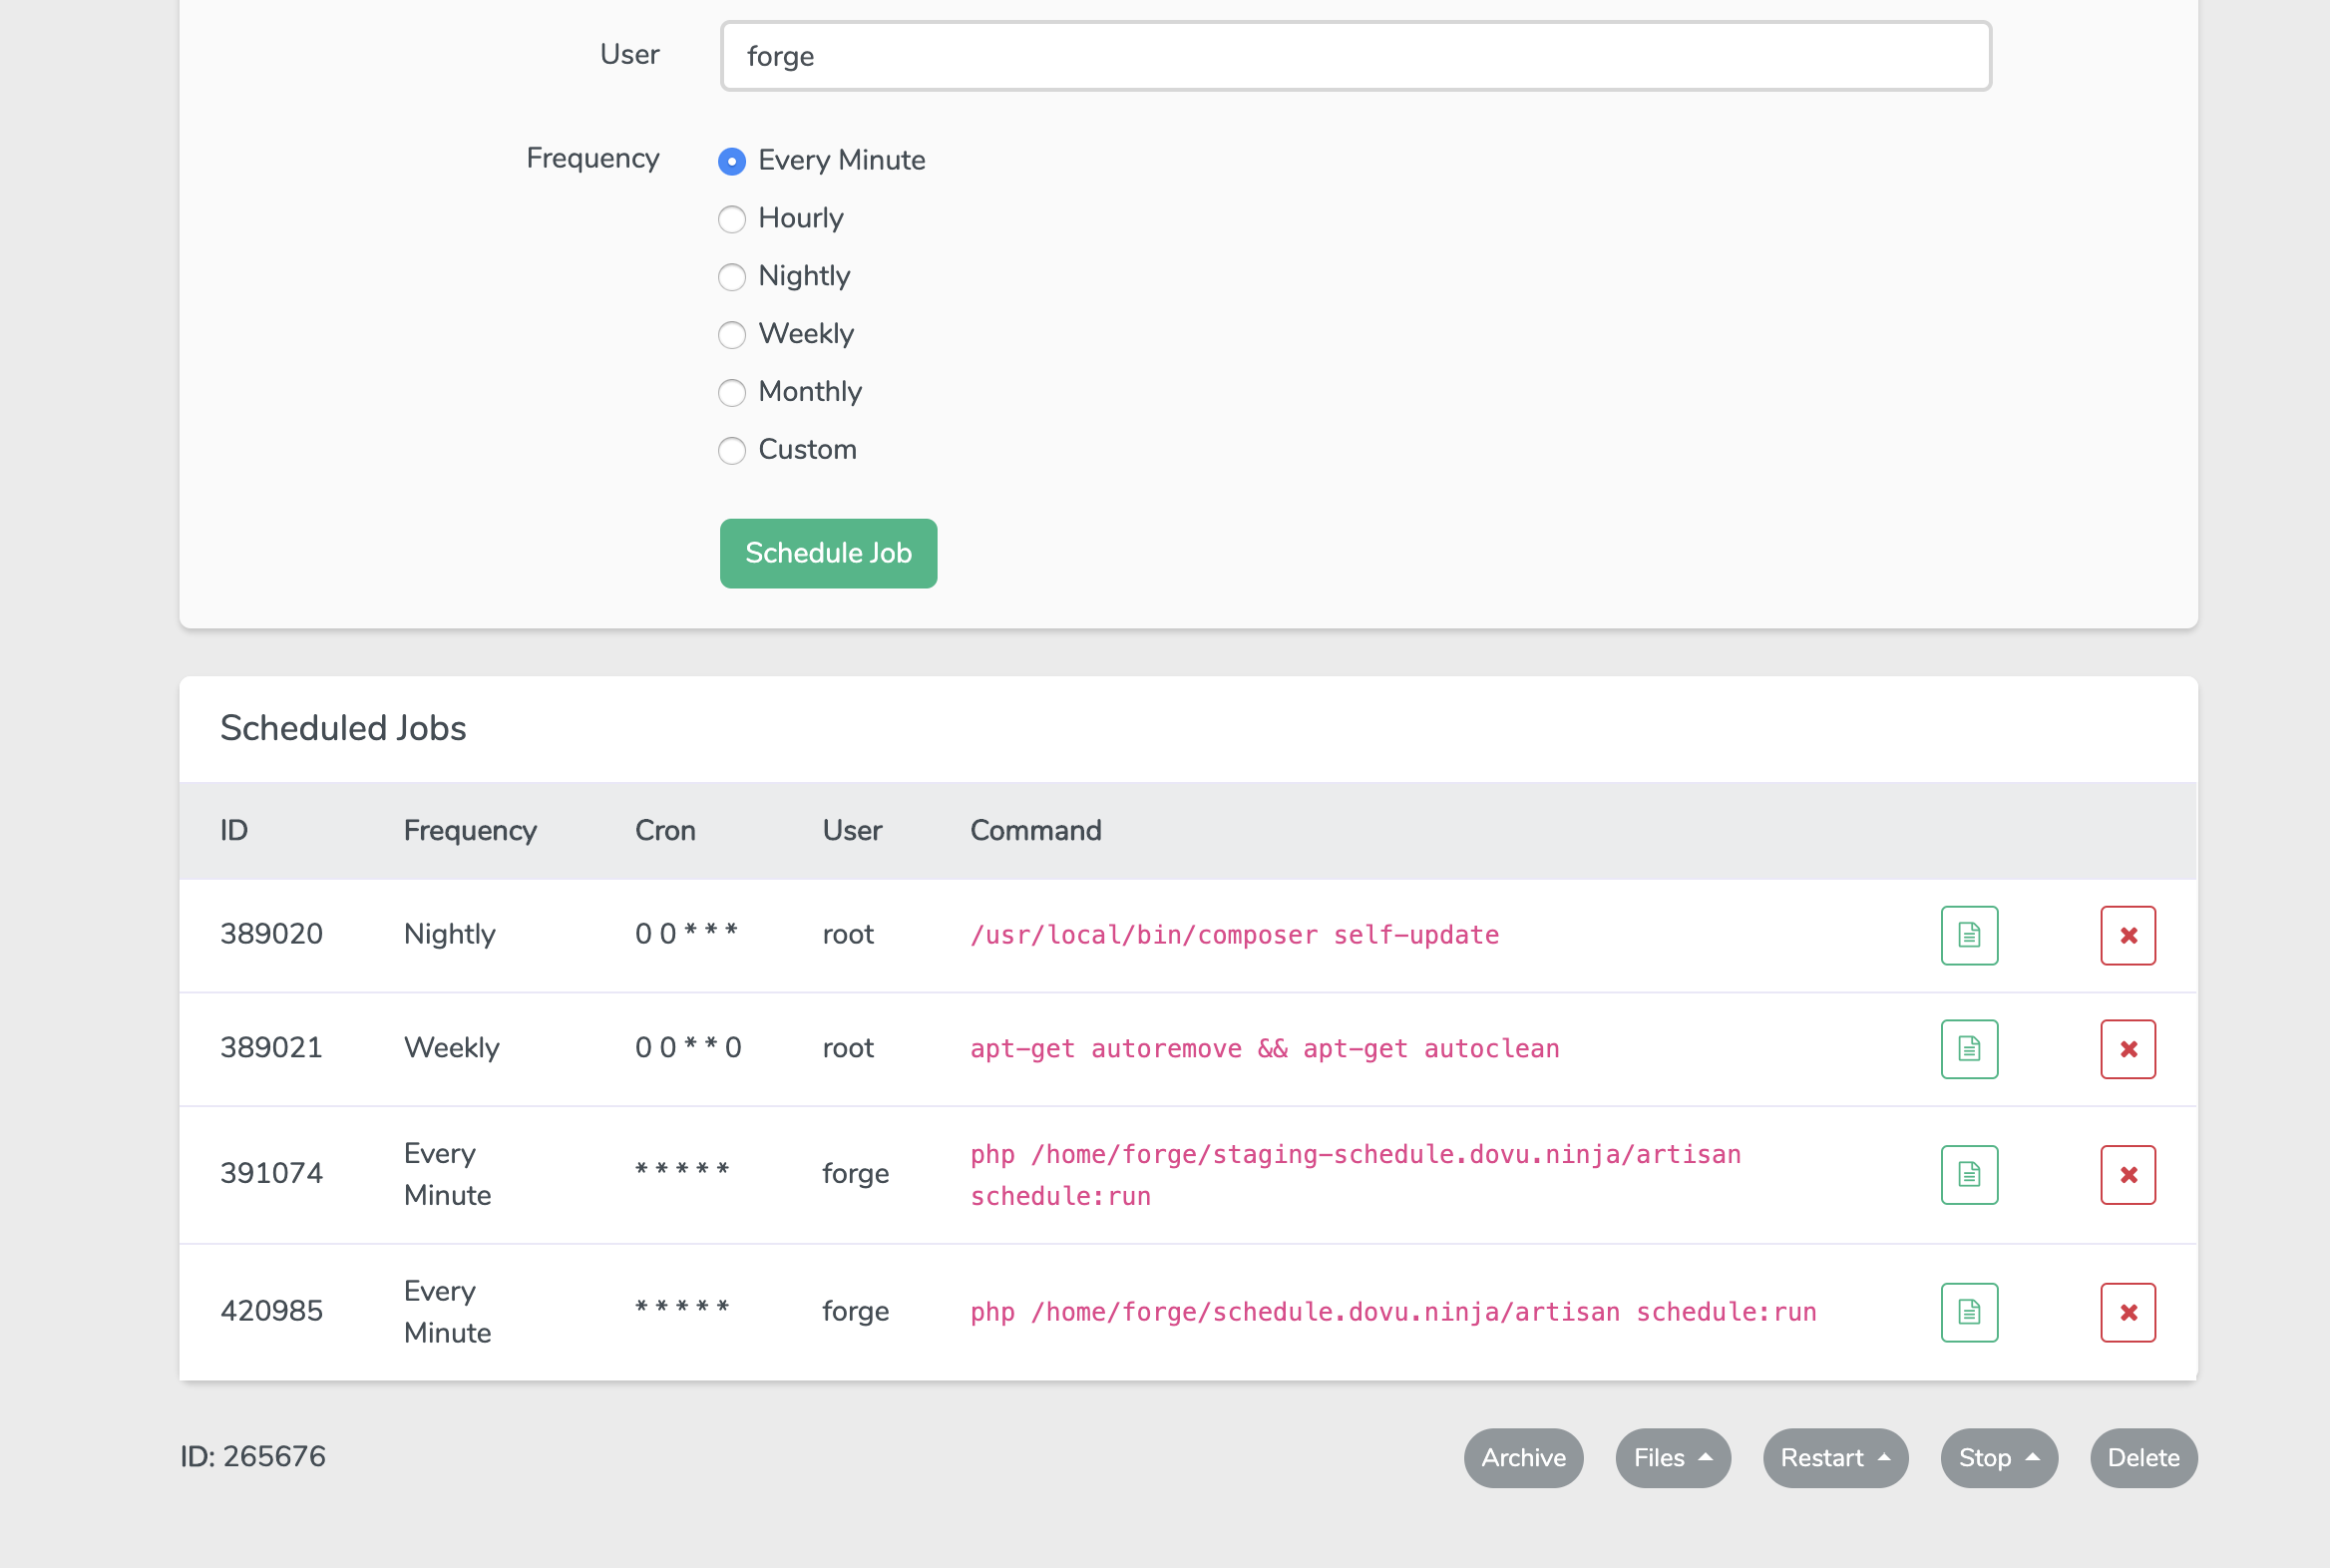 User
forge
Frequency
Every Minute
Hourly
Nightly
Weekly
Monthly
Custom
Schedule Job
Scheduled Jobs
ID Frequency Cron User Command
389020 Nightly 0 0 * * * root /usr/local/bin/composer self-update
389021 Weekly 0 0 * * 0 root apt-get autoremove && apt-get autoclean
391074 Every Minute * * * * * forge php /home/forge/staging-schedule.dovu.ninja/artisan schedule:run
420985 Every Minute * * * * * forge php /home/forge/schedule.dovu.ninja/artisan schedule:run
ID: 265676
Archive Files Restart Stop Delete